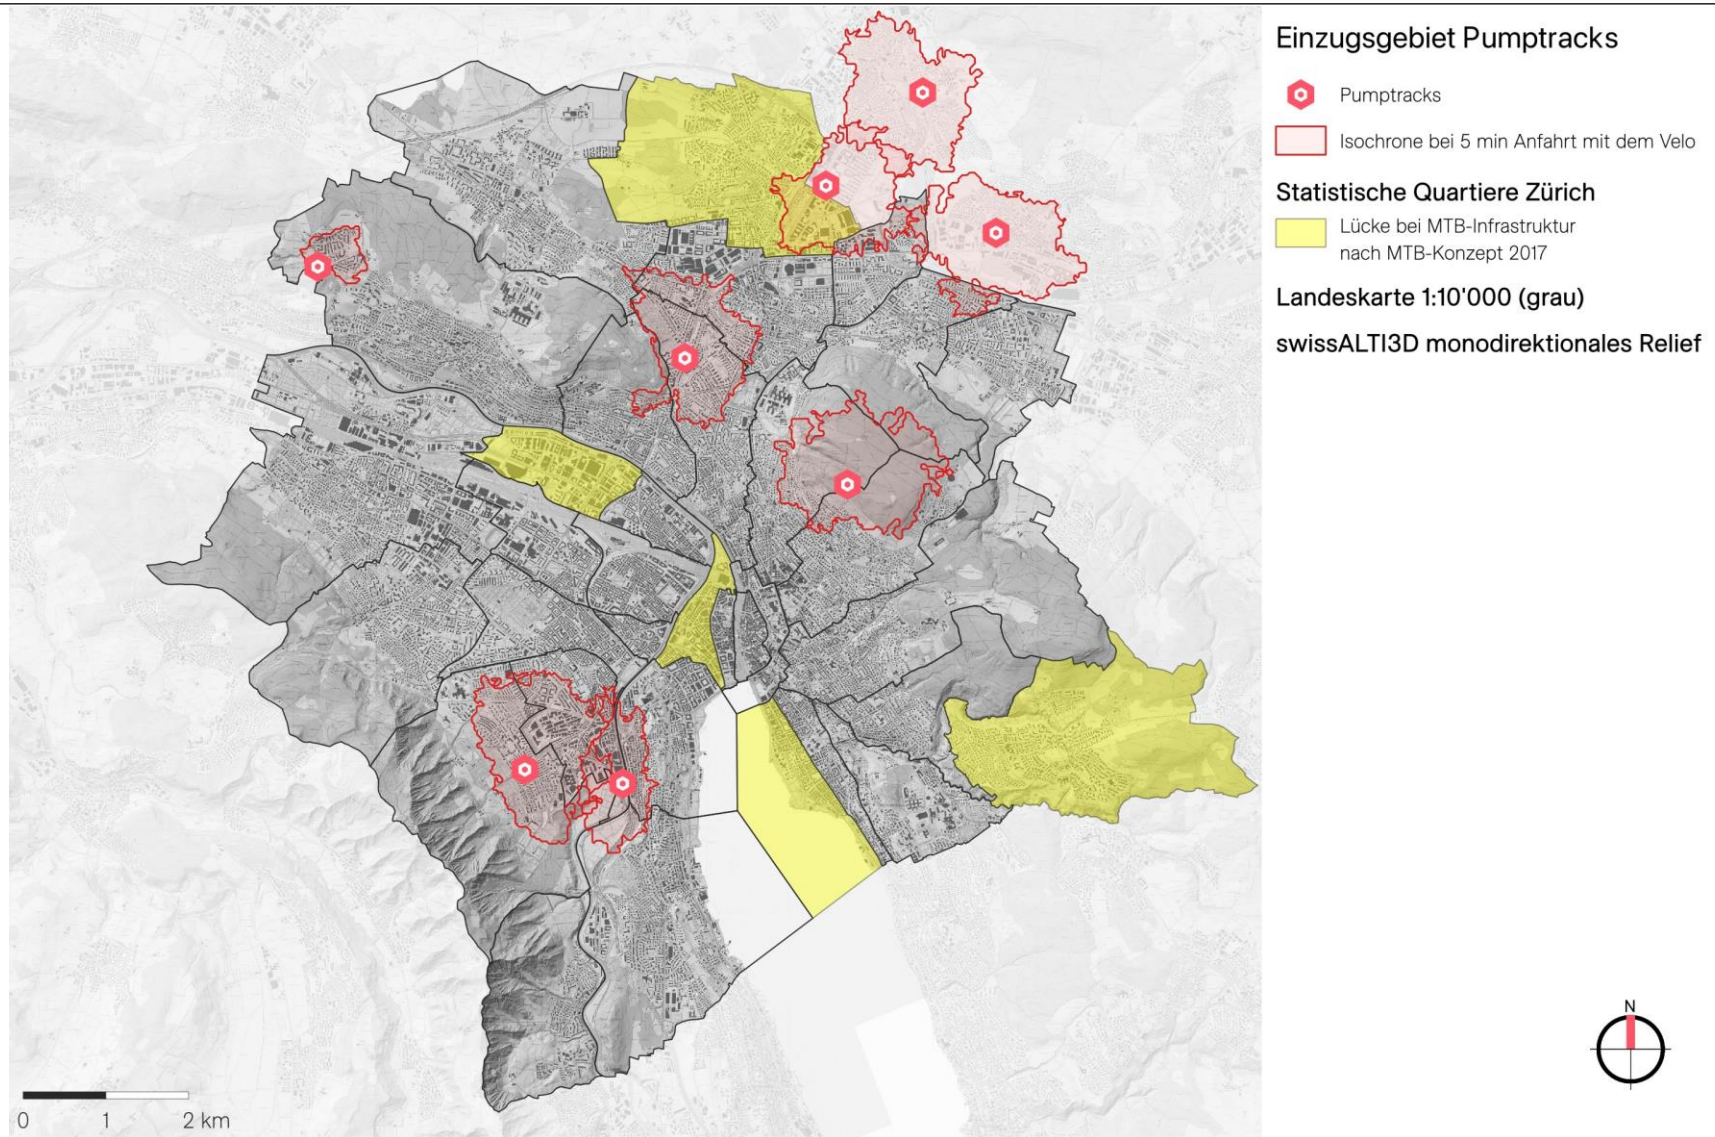 Einzugsgebiet Pumptracks
Pumptracks
Isochrone bei 5 min Anfahrt mit dem Velo
Statistische Quartiere Zürich
Lücke bei MTB-Infrastruktur
nach MTB-Konzept 2017
Landeskarte 1:10'000 (grau)
swissALTI3D monodirektionales Relief
N
0 1 2 km